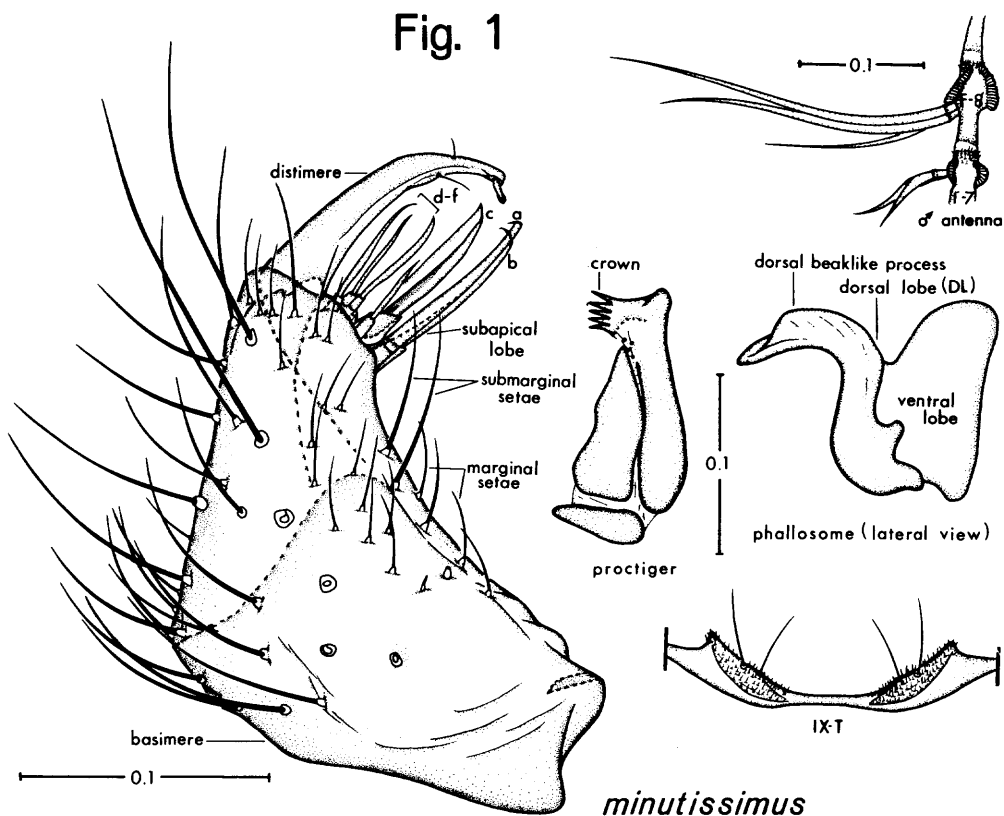 Fig. 1
0.1
f-8
f-7
♂ antenna
distimere
d-f
c
a
b
subapical
lobe
submarginal
setae
marginal
setae
crown
0.1
proctiger
dorsal beaklike process
dorsal lobe (DL)
ventral
lobe
phallosome (lateral view)
IX-T
basimere
0.1
minutissimus